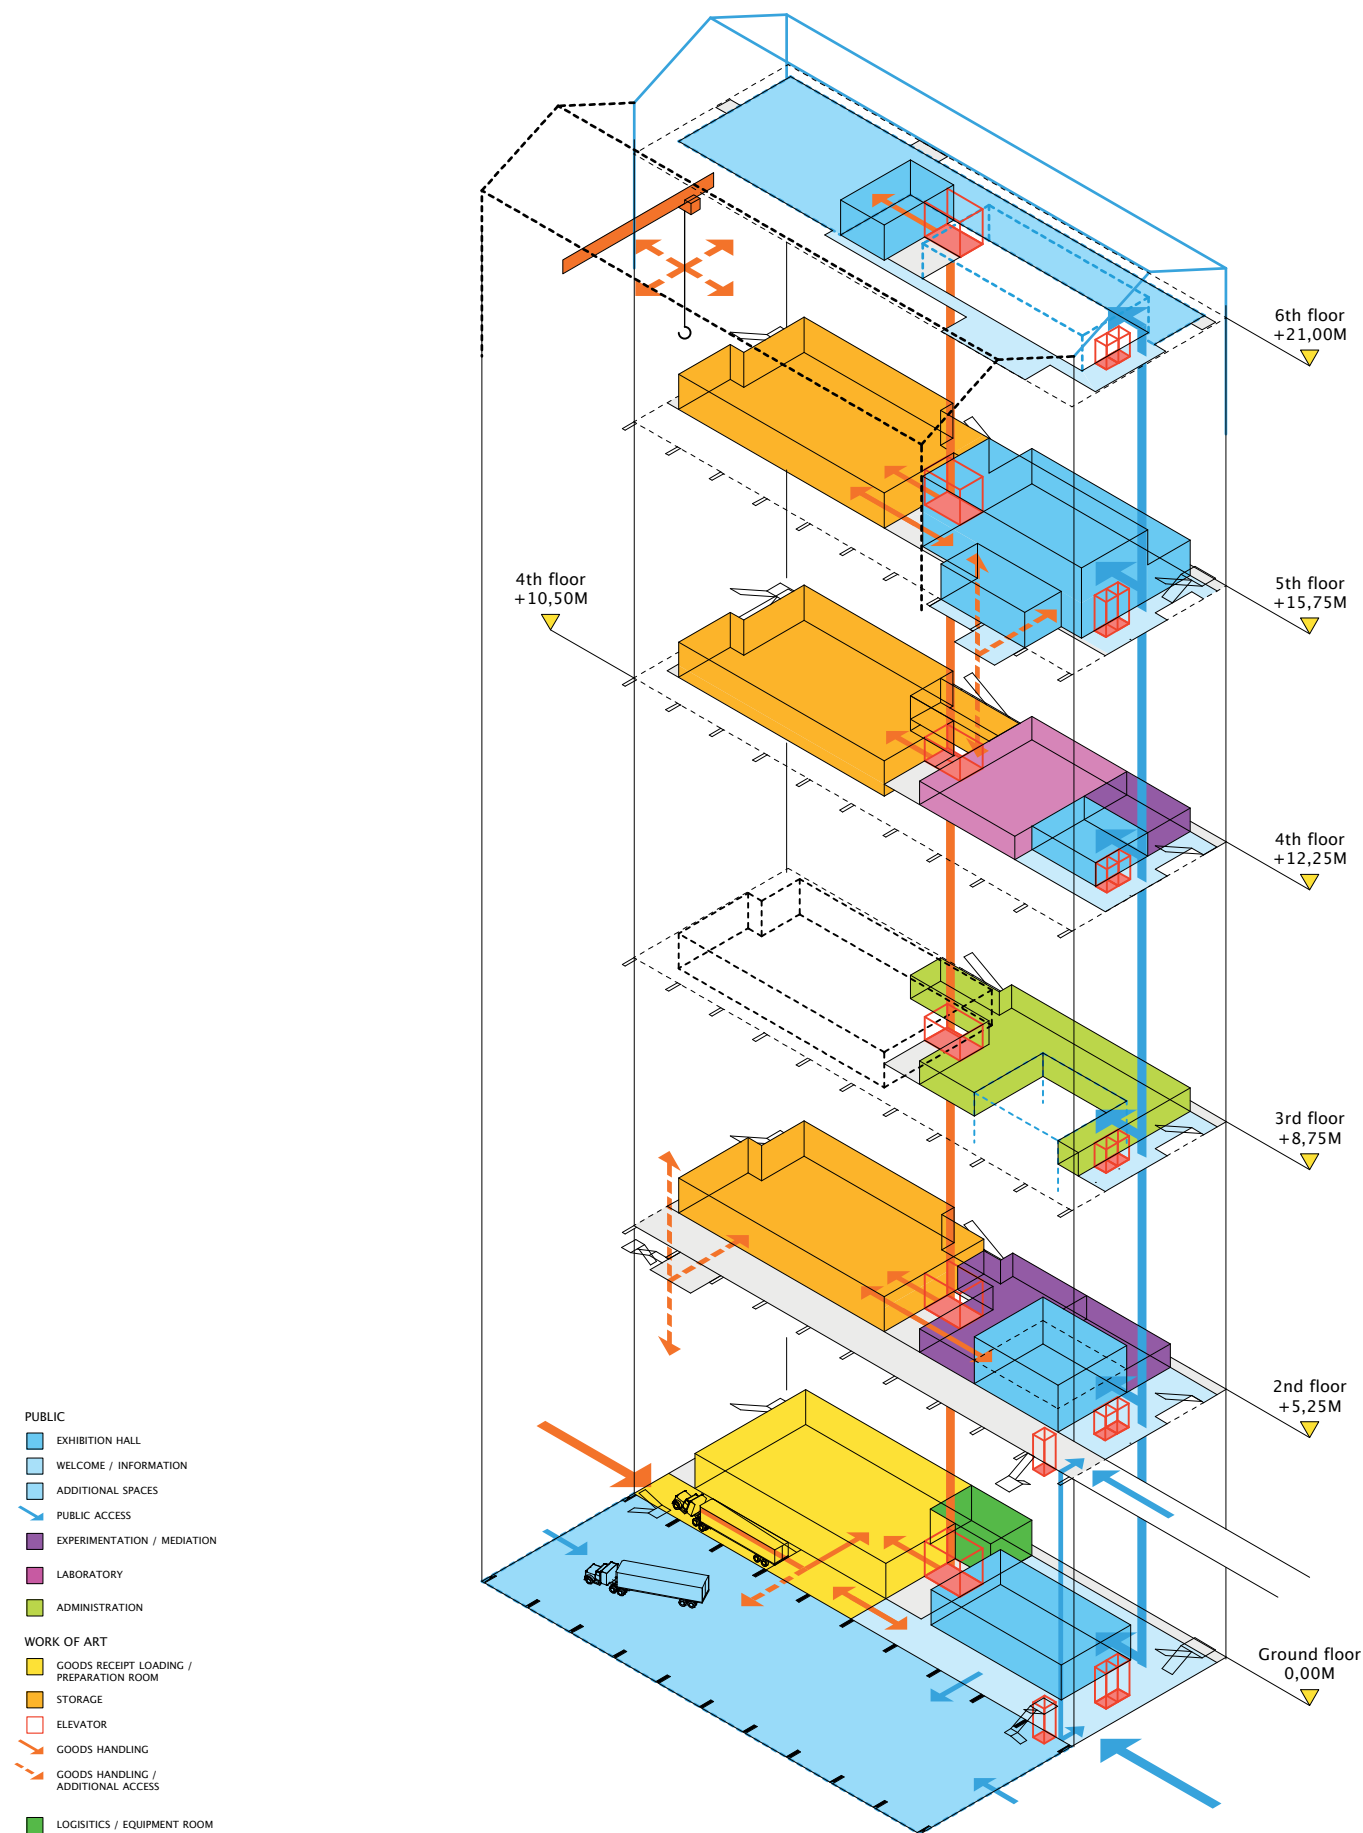 6th floor
+21,00M
5th floor
+15,75M
4th floor
+10,50M
4th floor
+12,25M
3rd floor
+8,75M
2nd floor
+5,25M
Ground floor
0,00M
PUBLIC
EXHIBITION HALL
WELCOME / INFORMATION
ADDITIONAL SPACES
PUBLIC ACCESS
EXPERIMENTATION / MEDIATION
LABORATORY
ADMINISTRATION
WORK OF ART
GOODS RECEIPT LOADING /
PREPARATION ROOM
STORAGE
ELEVATOR
GOODS HANDLING
GOODS HANDLING /
ADDITIONAL ACCESS
LOGISITICS / EQUIPMENT ROOM